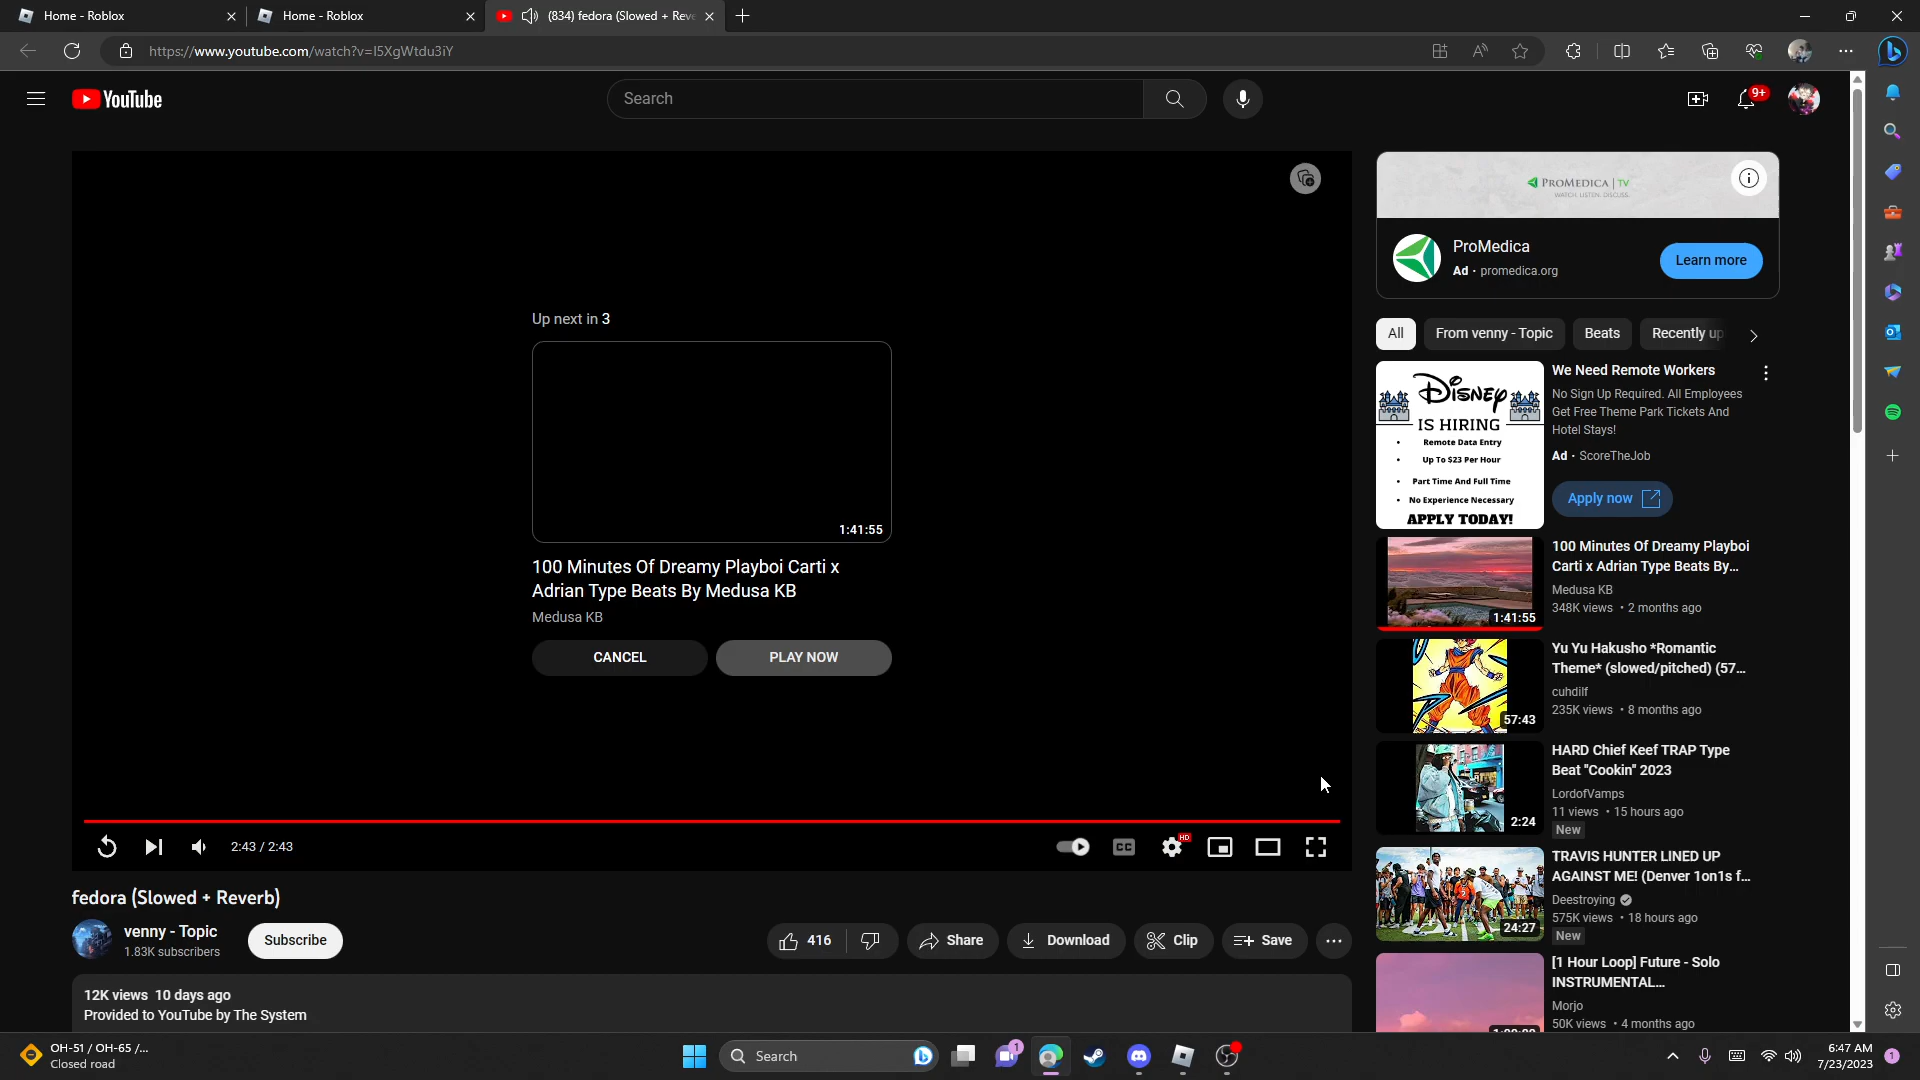 Home - Roblox
Home - Roblox
(834) fedora (Slowed + Reve
https://www.youtube.com/watch?v=I5XgWtdu3iY
YouTube
Search
9+
PROMEDICA | TV
WATCH. LISTEN. DISCUSS.
ProMedica
Ad · promedica.org
Learn more
Up next in 3
1:41:55
100 Minutes Of Dreamy Playboi Carti x
Adrian Type Beats By Medusa KB
Medusa KB
CANCEL
PLAY NOW
2:43 / 2:43
CC
HD
fedora (Slowed + Reverb)
venny - Topic
1.83K subscribers
Subscribe
416
Share
Download
Clip
Save
12K views 10 days ago
Provided to YouTube by The System
All
From venny - Topic
Beats
Recently up
DISNEY
IS HIRING
• Remote Data Entry
• Up To $23 Per Hour
• Part Time And Full Time
• No Experience Necessary
APPLY TODAY!
We Need Remote Workers
No Sign Up Required. All Employees
Get Free Theme Park Tickets And
Hotel Stays!
Ad · ScoreTheJob
Apply now
1:41:55
100 Minutes Of Dreamy Playboi
Carti x Adrian Type Beats By...
Medusa KB
348K views • 2 months ago
57:43
Yu Yu Hakusho *Romantic
Theme* (slowed/pitched) (57...
cuhdilf
235K views • 8 months ago
2:24
HARD Chief Keef TRAP Type
Beat "Cookin" 2023
LordofVamps
11 views • 15 hours ago
New
24:27
TRAVIS HUNTER LINED UP
AGAINST ME! (Denver 1on1s f...
Deestroying
575K views • 18 hours ago
New
[1 Hour Loop] Future - Solo
INSTRUMENTAL...
Morjo
50K views • 4 months ago
OH-51 / OH-65 /...
Closed road
Search
1
6:47 AM
7/23/2023
1